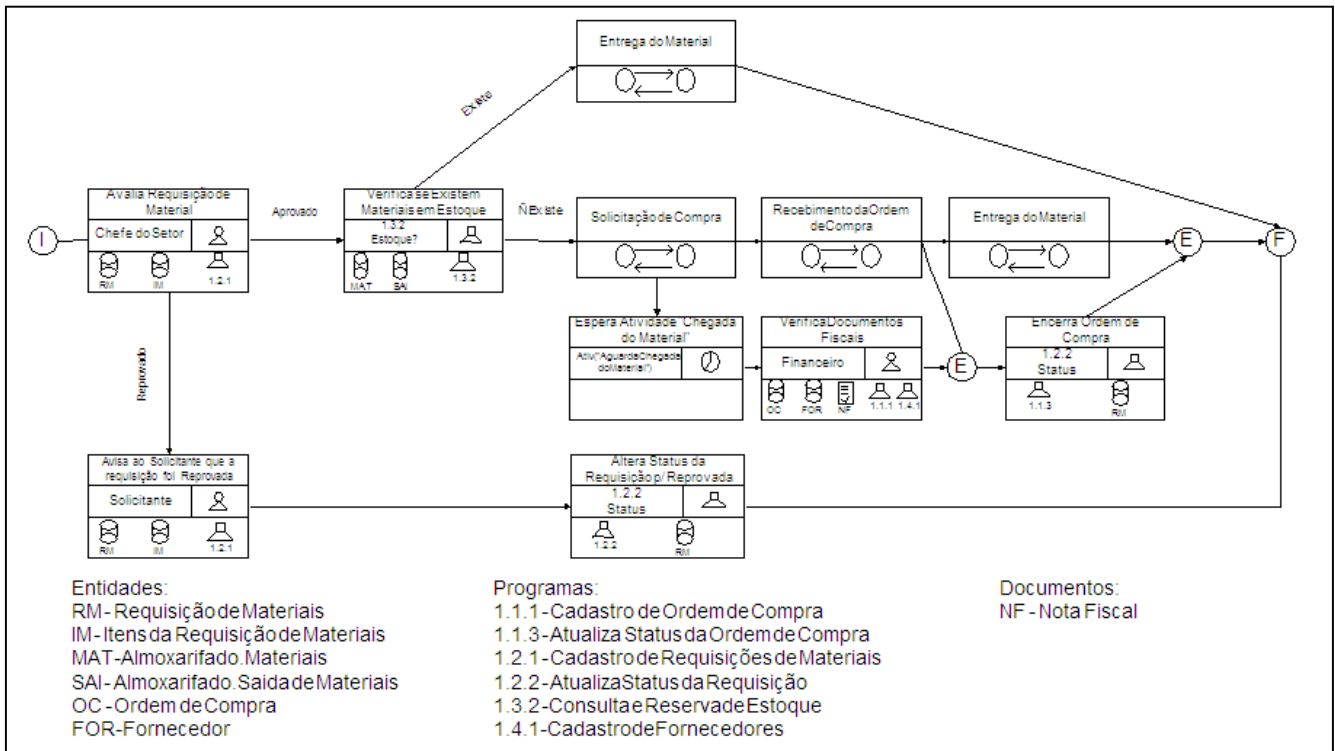 Entrega do Material
Existe
Avalia Requisição de
Material
Chefe do Setor
RM IM 1.2.1
Aprovado
Verifica se Existem
Materiais em Estoque
1.3.2
Estoque?
MAT SAI 1.3.2
Ñ Existe
Solicitação de Compra
Recebimento da Ordem
de Compra
Entrega do Material
I
E
F
Reprovado
Espera Atividade "Chegada
do Material"
Ativ("Aguarda Chegada
do Material")
Verifica Documentos
Fiscais
Financeiro
OC FOR NF 1.1.1 1.4.1
E
Encerra Ordem de
Compra
1.2.2
Status
1.1.3 RM
Avisa ao Solicitante que a
requisição foi Reprovada
Solicitante
RM IM 1.2.1
Altera Status da
Requisição p/ Reprovada
1.2.2
Status
1.2.2 RM
Entidades:
RM - Requisição de Materiais
IM - Itens da Requisição de Materiais
MAT - Almoxarifado.Materiais
SAI - Almoxarifado.Saida de Materiais
OC - Ordem de Compra
FOR - Fornecedor
Programas:
1.1.1 - Cadastro de Ordem de Compra
1.1.3 - Atualiza Status da Ordem de Compra
1.2.1 - Cadastro de Requisições de Materiais
1.2.2 - Atualiza Status da Requisição
1.3.2 - Consulta e Reserva de Estoque
1.4.1 - Cadastro de Fornecedores
Documentos:
NF - Nota Fiscal